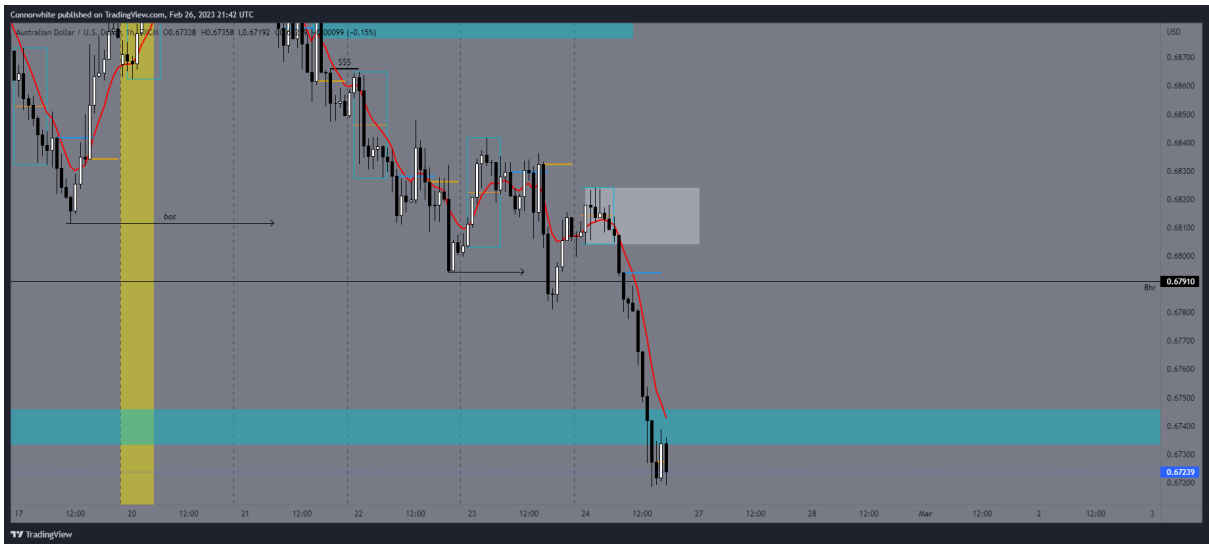 Connorwhite published on TradingView.com, Feb 26, 2023 21:42 UTC
Australian Dollar / U.S. 1h O0.67338 H0.67358 L0.67192 (−0.15%)
USD
$$$
bos
8hr
0.68700
0.68600
0.68500
0.68400
0.68300
0.68200
0.68100
0.68000
0.67910
0.67800
0.67700
0.67600
0.67500
0.67400
0.67300
0.67239
0.67200
17 12:00 20 12:00 21 12:00 22 12:00 23 12:00 24 12:00 27 12:00 28 12:00 Mar 12:00 2 12:00 3
TradingView